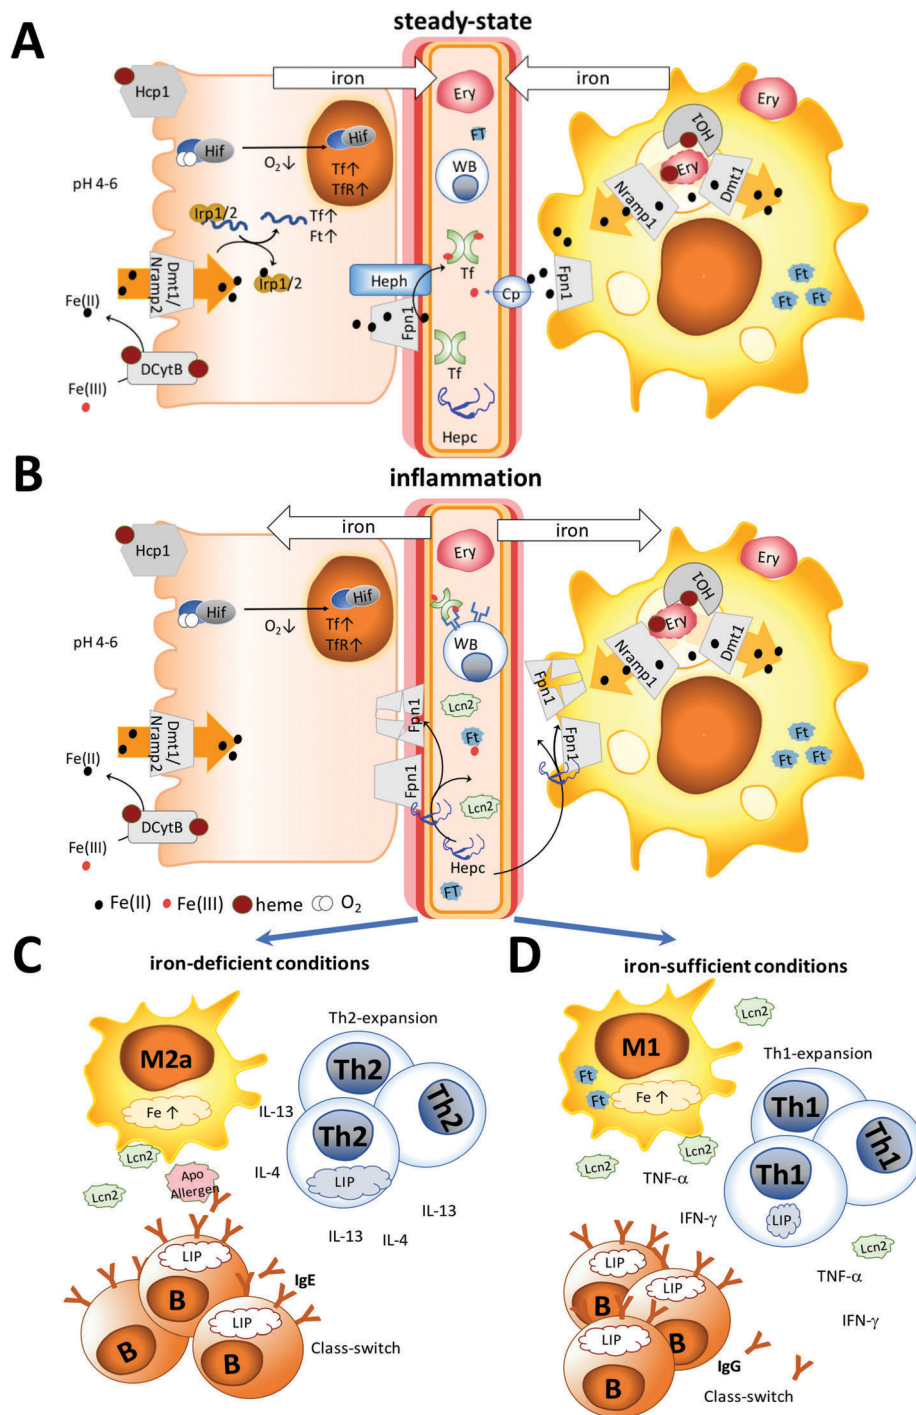 A
steady-state
iron
iron
Hcp1
Ery
Ery
HO1
Hif
Hif
FT
O2↓
Tf↑
TfR↑
WB
Ery
Nramp1
Dmt1
pH 4-6
Irp1/2
Tf↑
Ft↑
Irp1/2
Dmt1/
Nramp2
Fe(II)
Heph
Fpn1
Tf
Cp
Fpn1
Ft
Ft
Ft
DCytB
Fe(III)
Tf
Hepc
B
inflammation
iron
iron
Hcp1
Ery
Ery
HO1
Hif
Hif
O2↓
Tf↑
TfR↑
WB
Ery
Nramp1
Dmt1
pH 4-6
Dmt1/
Nramp2
Fe(II)
Fpn1
Fpn1
Lcn2
Ft
Lcn2
Fpn1
Fpn1
Ft
Ft
Ft
DCytB
Fe(III)
Hepc
FT
Fe(II)
Fe(III)
heme
O2
C
iron-deficient conditions
M2a
Fe ↑
Th2-expansion
Th2
Th2
Th2
LIP
IL-13
IL-4
IL-13
IL-13
IL-4
Lcn2
Lcn2
Apo
Allergen
LIP
B
B
LIP
B
IgE
Class-switch
D
iron-sufficient conditions
Lcn2
M1
Ft
Ft
Fe ↑
Th1-expansion
Th1
Th1
Th1
LIP
Lcn2
Lcn2
TNF-α
IFN-γ
Lcn2
TNF-α
IFN-γ
LIP
B
LIP
B
LIP
B
IgG
Class-switch